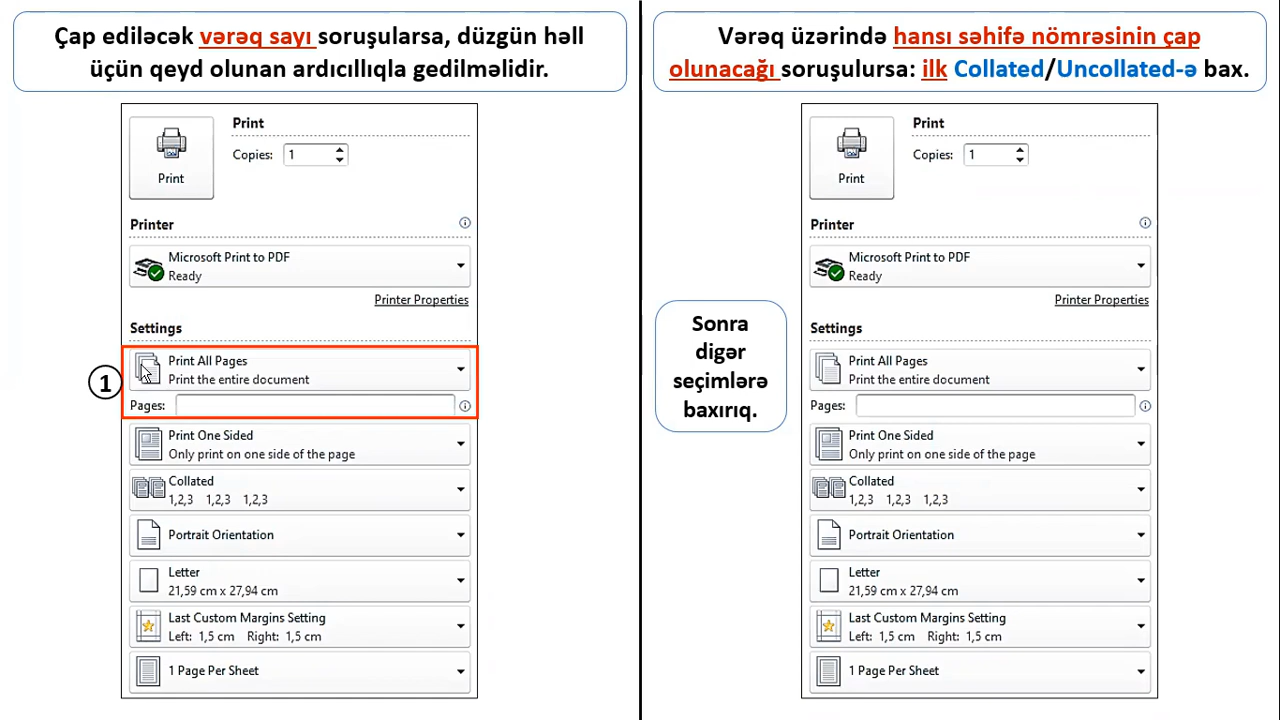 Çap ediləcək vərəq sayı soruşularsa, düzgün həll
üçün qeyd olunan ardıcıllıqla gedilməlidir.
Print
Copies: 1
Print
Printer
Microsoft Print to PDF
Ready
Printer Properties
Settings
1
Print All Pages
Print the entire document
Pages:
Print One Sided
Only print on one side of the page
Collated
1,2,3 1,2,3 1,2,3
Portrait Orientation
Letter
21,59 cm x 27,94 cm
Last Custom Margins Setting
Left: 1,5 cm Right: 1,5 cm
1 Page Per Sheet
Vərəq üzərində hansı səhifə nömrəsinin çap
olunacağı soruşulursa: ilk Collated/Uncollated-ə bax.
Sonra
digər
seçimlərə
baxırıq.
Print
Copies: 1
Print
Printer
Microsoft Print to PDF
Ready
Printer Properties
Settings
Print All Pages
Print the entire document
Pages:
Print One Sided
Only print on one side of the page
Collated
1,2,3 1,2,3 1,2,3
Portrait Orientation
Letter
21,59 cm x 27,94 cm
Last Custom Margins Setting
Left: 1,5 cm Right: 1,5 cm
1 Page Per Sheet